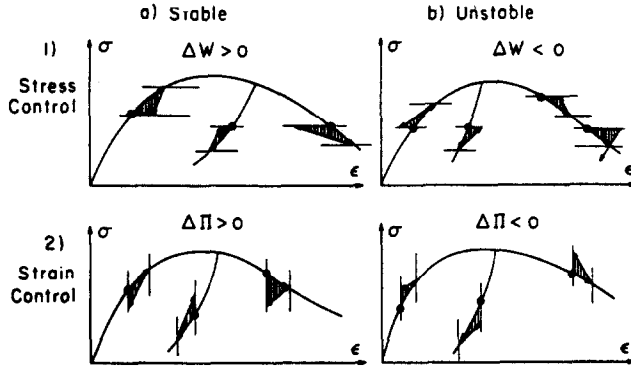 a) Stable
b) Unstable
1)
Stress
Control
σ
ΔW > 0
ϵ
σ
ΔW < 0
ϵ
2)
Strain
Control
σ
ΔΠ > 0
ϵ
σ
ΔΠ < 0
ϵ